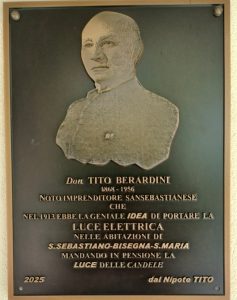 Don. TITO BERARDINI
1868 - 1956
NOTO IMPRENDITORE SANSEBASTIANESE
CHE
NEL 1913 EBBE LA GENIALE IDEA DI PORTARE LA
LUCE ELETTRICA
NELLE ABITAZIONI DI
S.SEBASTIANO-BISEGNA-S.MARIA
MANDANDO IN PENSIONE LA
LUCE DELLE CANDELE
2025 dal Nipote TITO